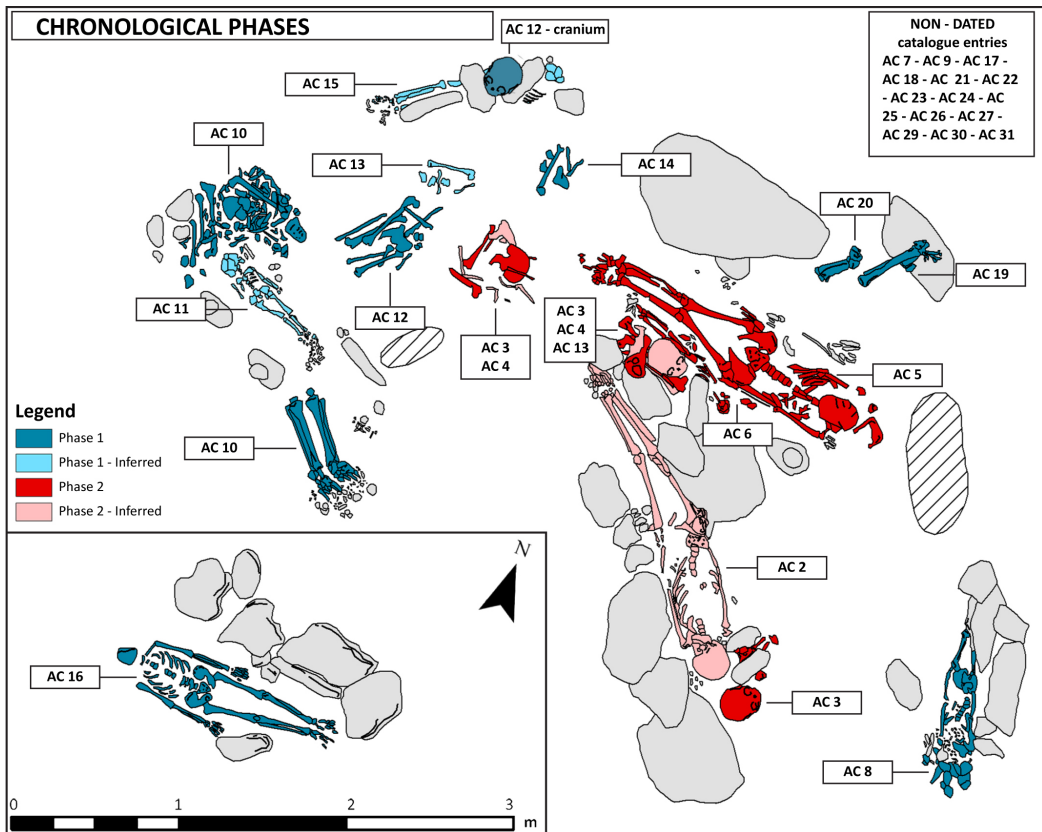 CHRONOLOGICAL PHASES
AC 12 - cranium
NON - DATED
catalogue entries
AC 7 - AC 9 - AC 17 -
AC 18 - AC 21 - AC 22
- AC 23 - AC 24 - AC
25 - AC 26 - AC 27 -
AC 29 - AC 30 - AC 31
AC 15
AC 10
AC 13
AC 14
AC 20
AC 19
AC 11
AC 12
AC 3
AC 4
AC 3
AC 4
AC 13
AC 5
AC 6
Legend
Phase 1
Phase 1 - Inferred
Phase 2
Phase 2 - Inferred
AC 10
N
AC 2
AC 16
AC 3
AC 8
0 1 2 3
m